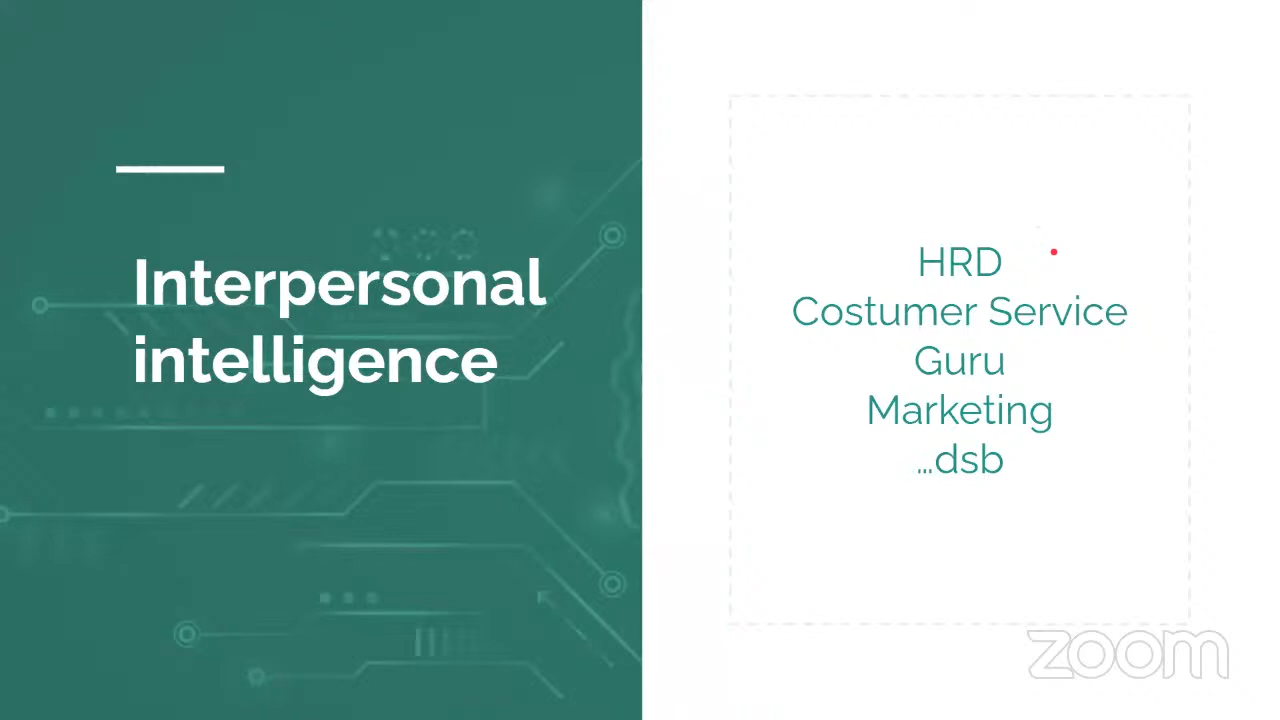 Interpersonal
intelligence
HRD
Costumer Service
Guru
Marketing
...dsb
zoom